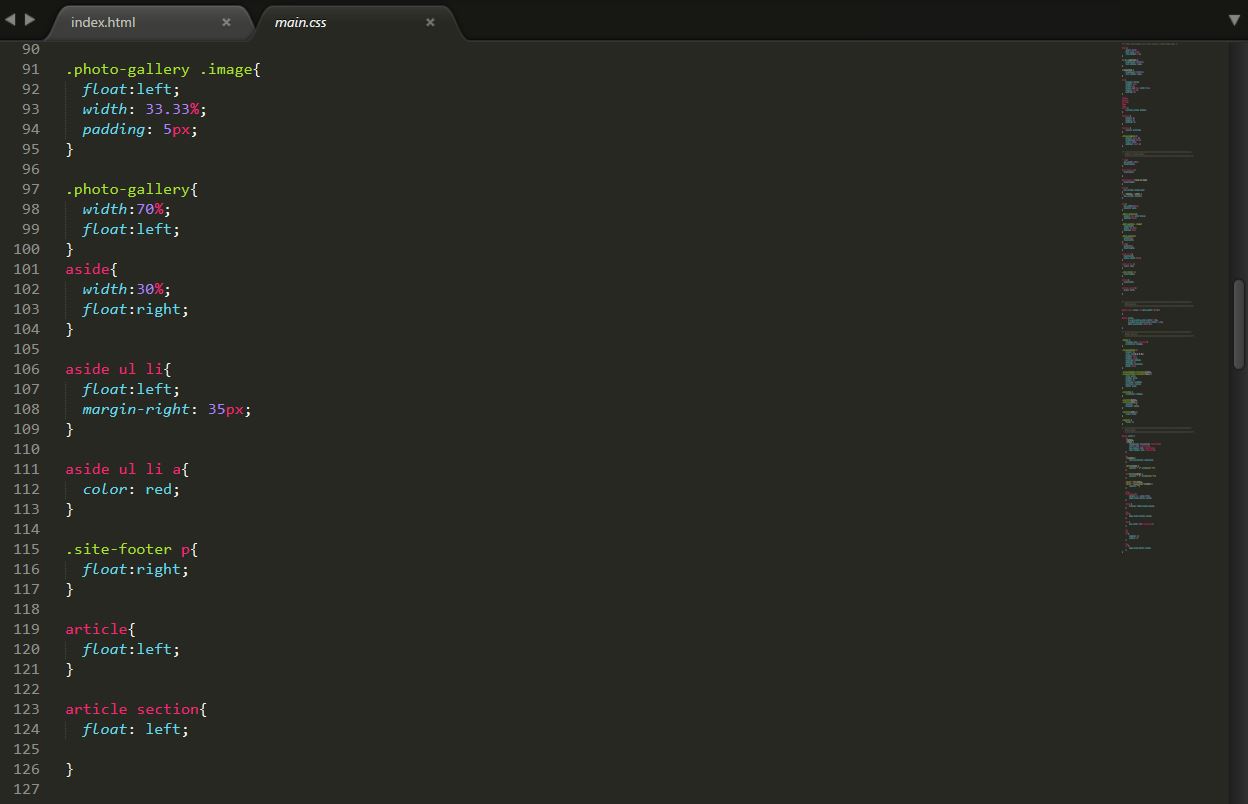 index.html × main.css ×
90
91 .photo-gallery .image{
92 float:left;
93 width: 33.33%;
94 padding: 5px;
95 }
96
97 .photo-gallery{
98 width:70%;
99 float:left;
100 }
101 aside{
102 width:30%;
103 float:right;
104 }
105
106 aside ul li{
107 float:left;
108 margin-right: 35px;
109 }
110
111 aside ul li a{
112 color: red;
113 }
114
115 .site-footer p{
116 float:right;
117 }
118
119 article{
120 float:left;
121 }
122
123 article section{
124 float: left;
125
126 }
127